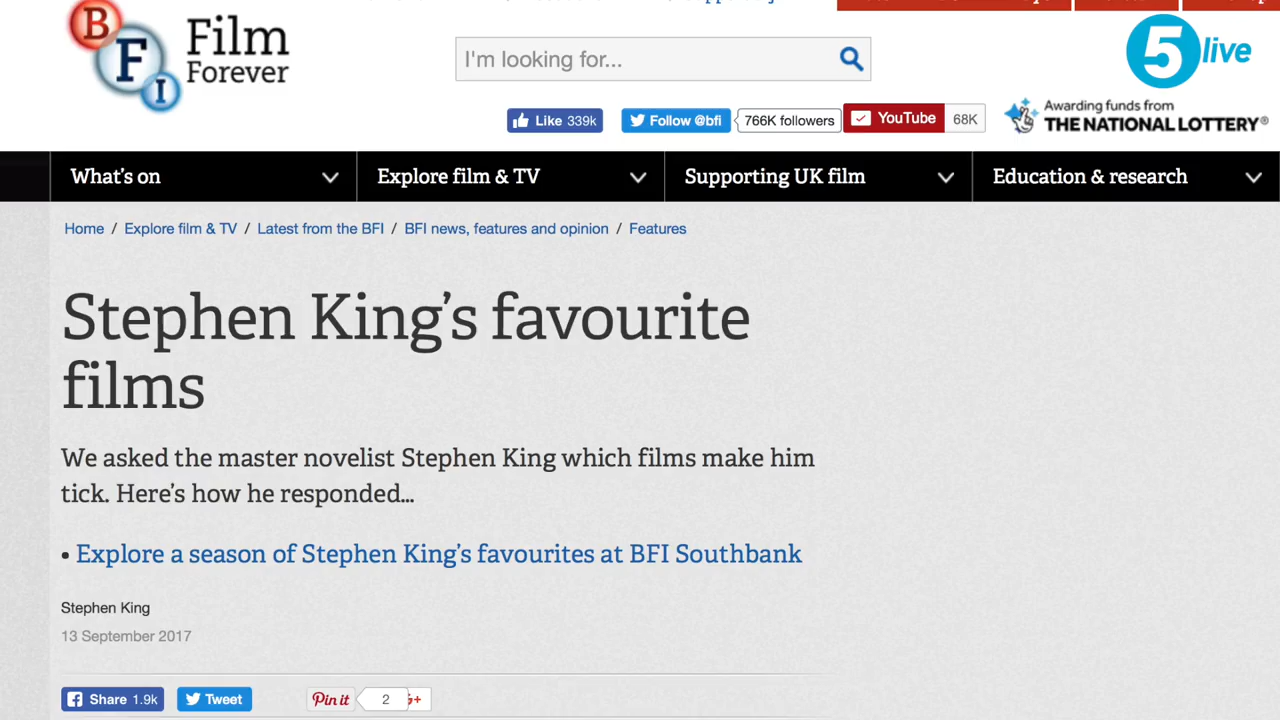 BFI
Film
Forever
I'm looking for...
5 live
Like 339k
Follow @bfi
766K followers
YouTube
68K
Awarding funds from
THE NATIONAL LOTTERY®
What's on
Explore film & TV
Supporting UK film
Education & research
Home / Explore film & TV / Latest from the BFI / BFI news, features and opinion / Features
Stephen King’s favourite
films
We asked the master novelist Stephen King which films make him
tick. Here’s how he responded...
• Explore a season of Stephen King’s favourites at BFI Southbank
Stephen King
13 September 2017
Share 1.9k
Tweet
Pin it
2